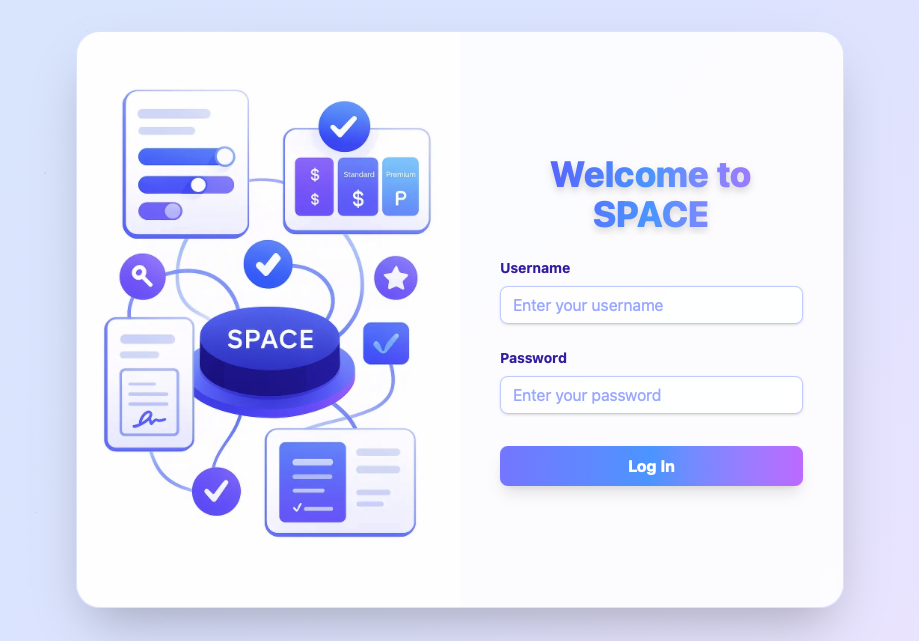 $
$
Standard
$
Premium
P
SPACE
Welcome to
SPACE
Username
Enter your username
Password
Enter your password
Log In